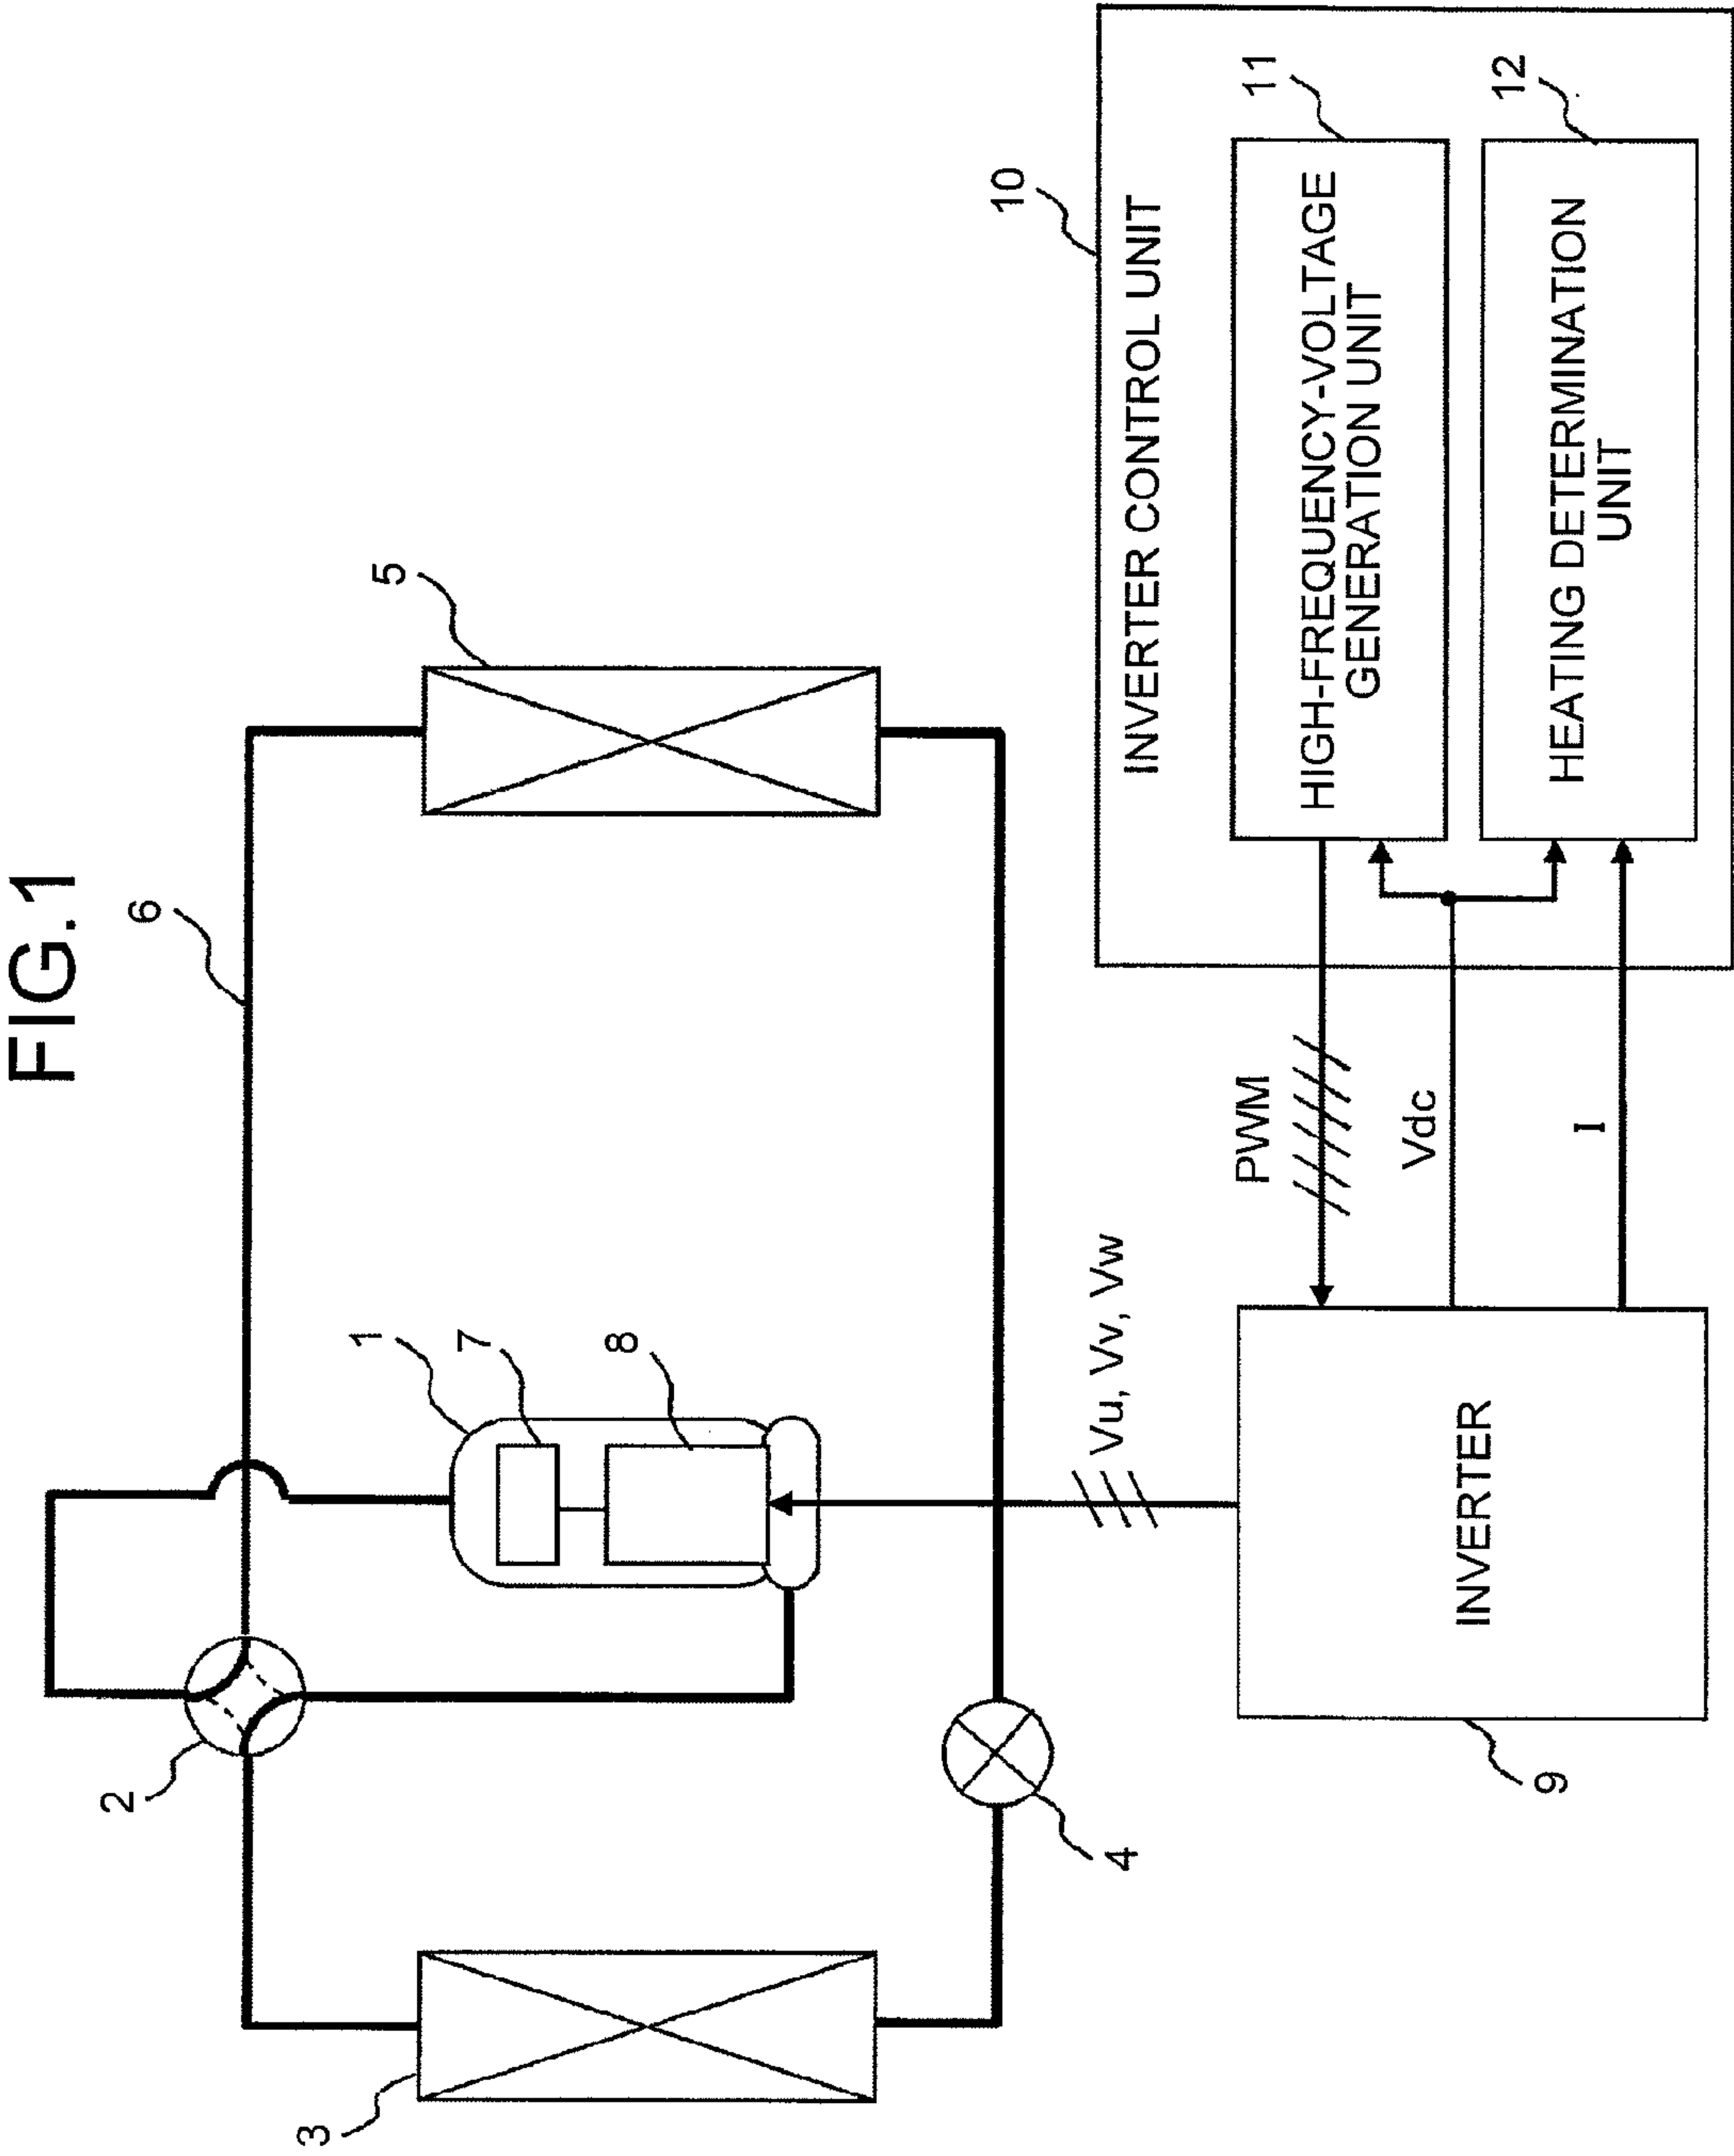 FIG.1
6
5
2
1
7
8
3
4
Vu, Vv, Vw
INVERTER
9
PWM
Vdc
I
10
INVERTER CONTROL UNIT
11
HIGH-FREQUENCY-VOLTAGE
GENERATION UNIT
12
HEATING DETERMINATION
UNIT